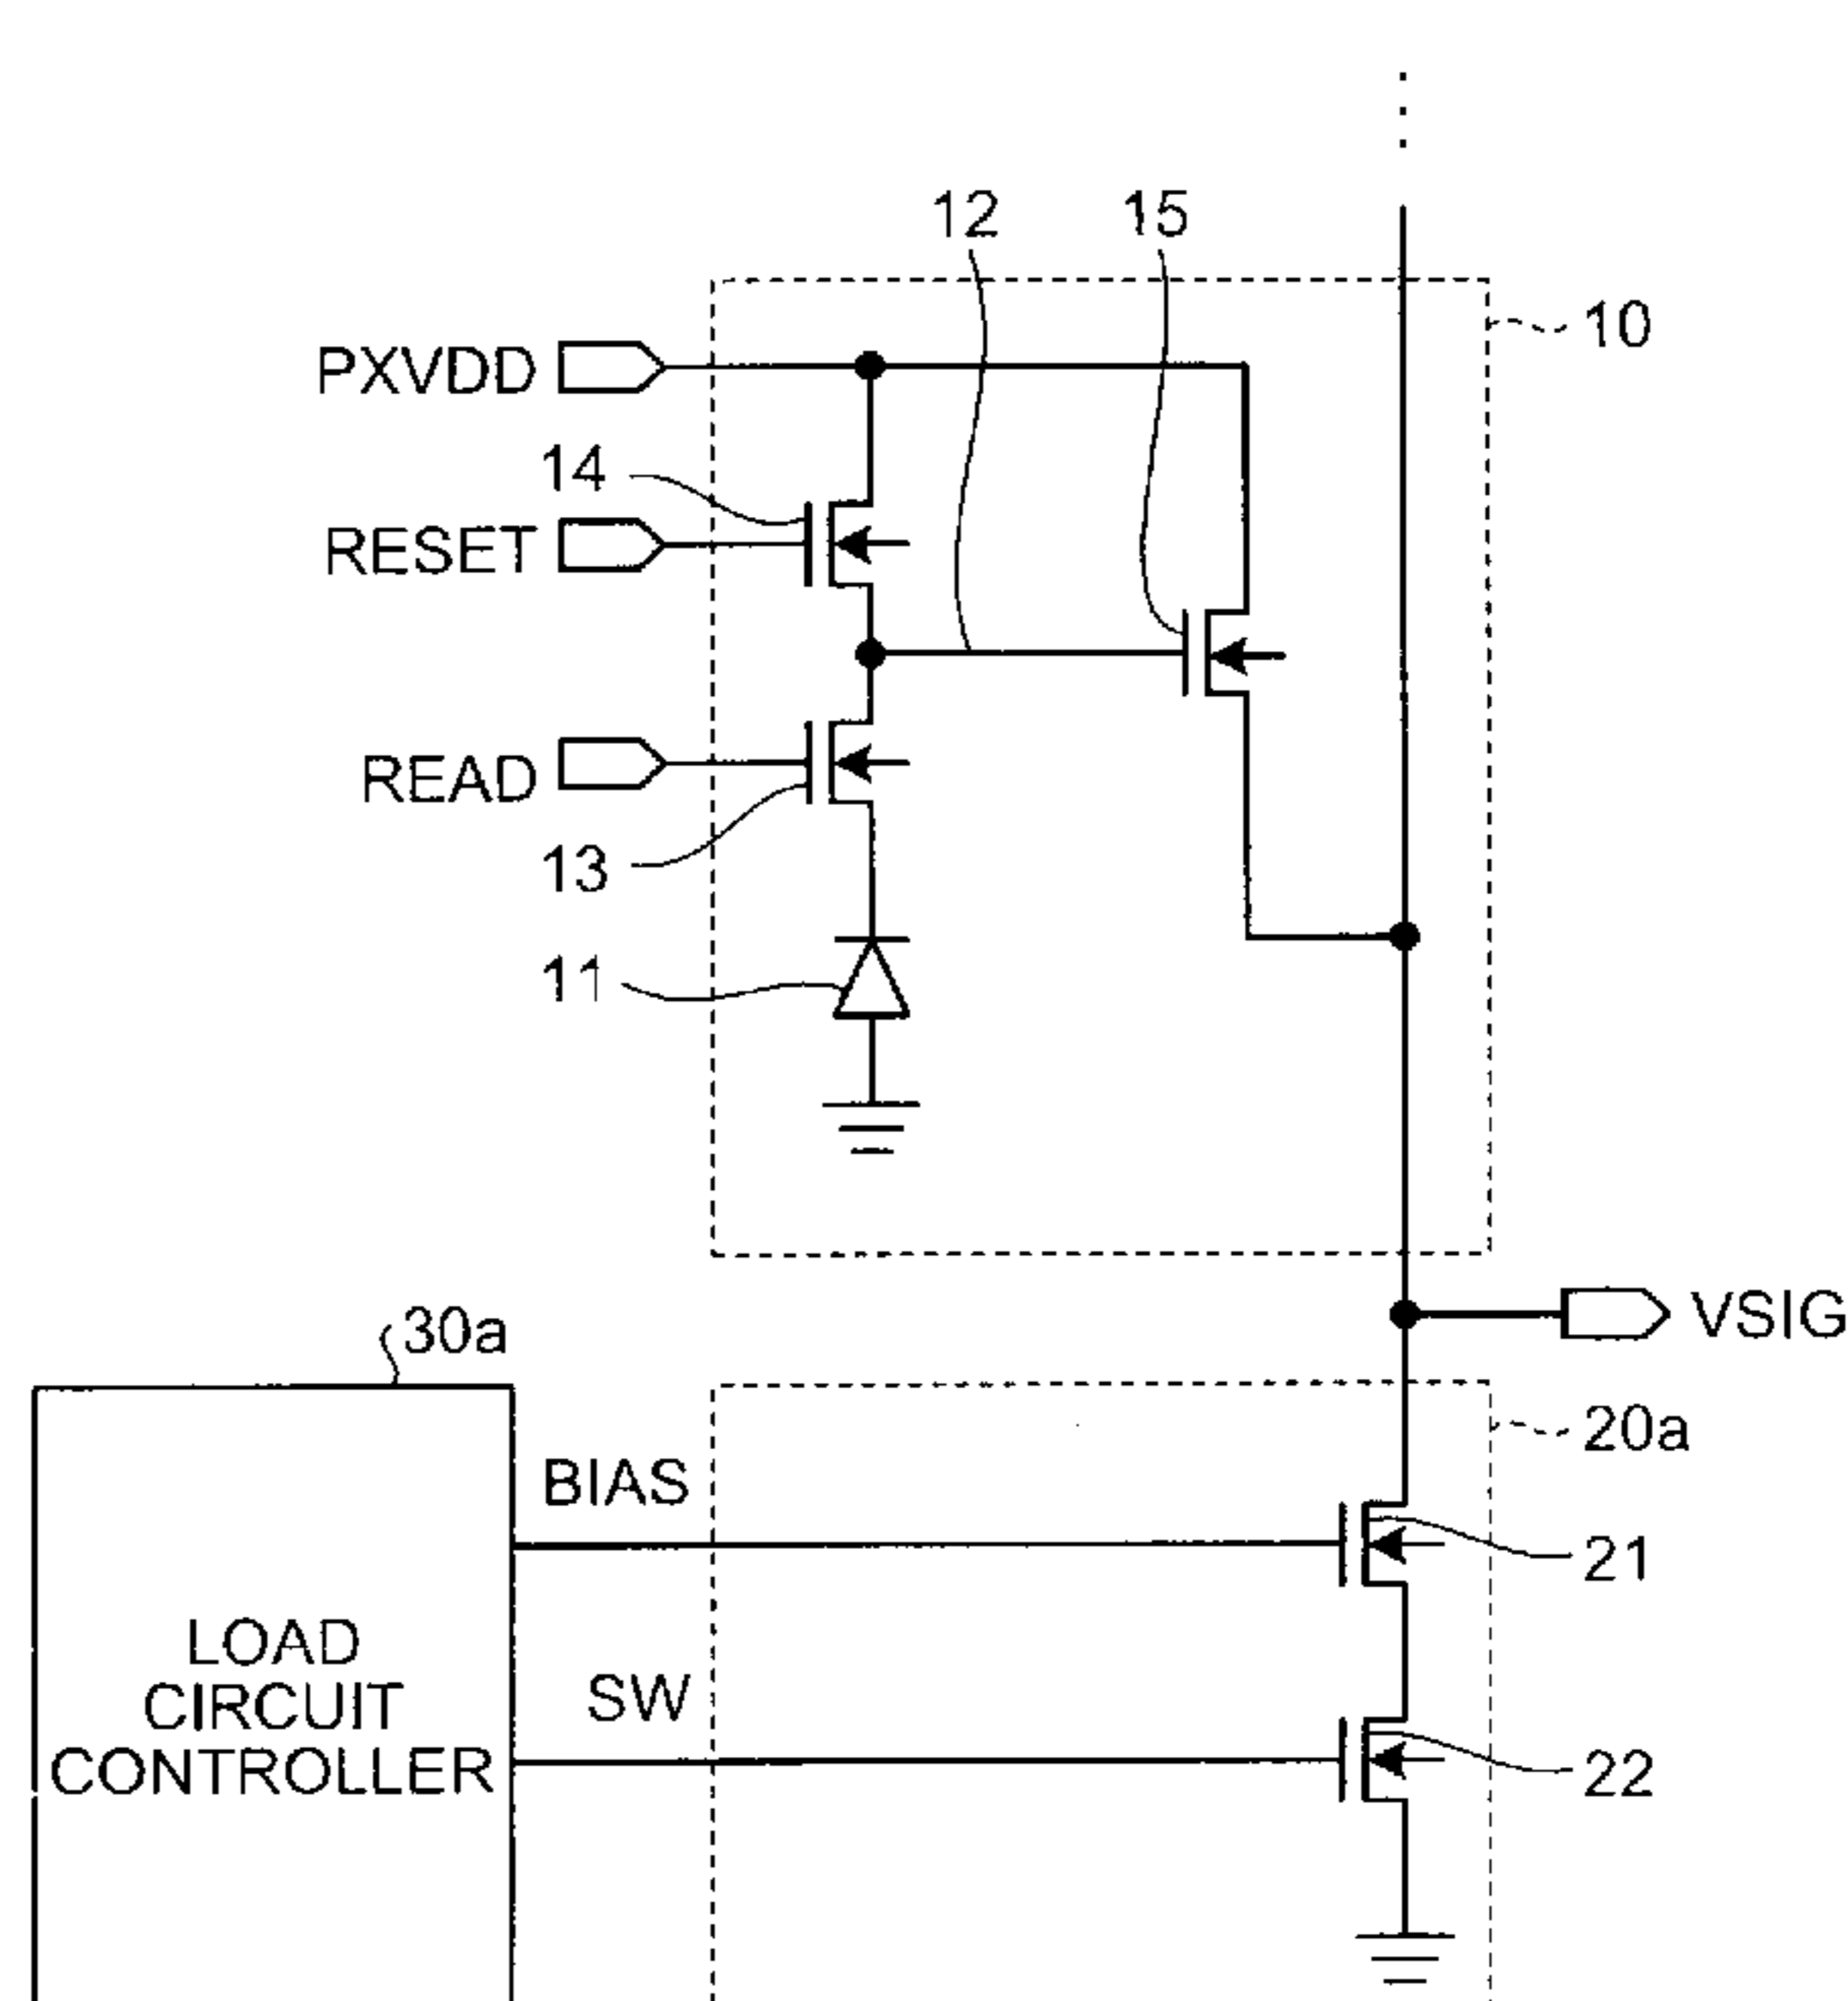 12
15
10
PXVDD
14
RESET
READ
13
11
VSIG
30a
20a
BIAS
21
LOAD
CIRCUIT
CONTROLLER
SW
22